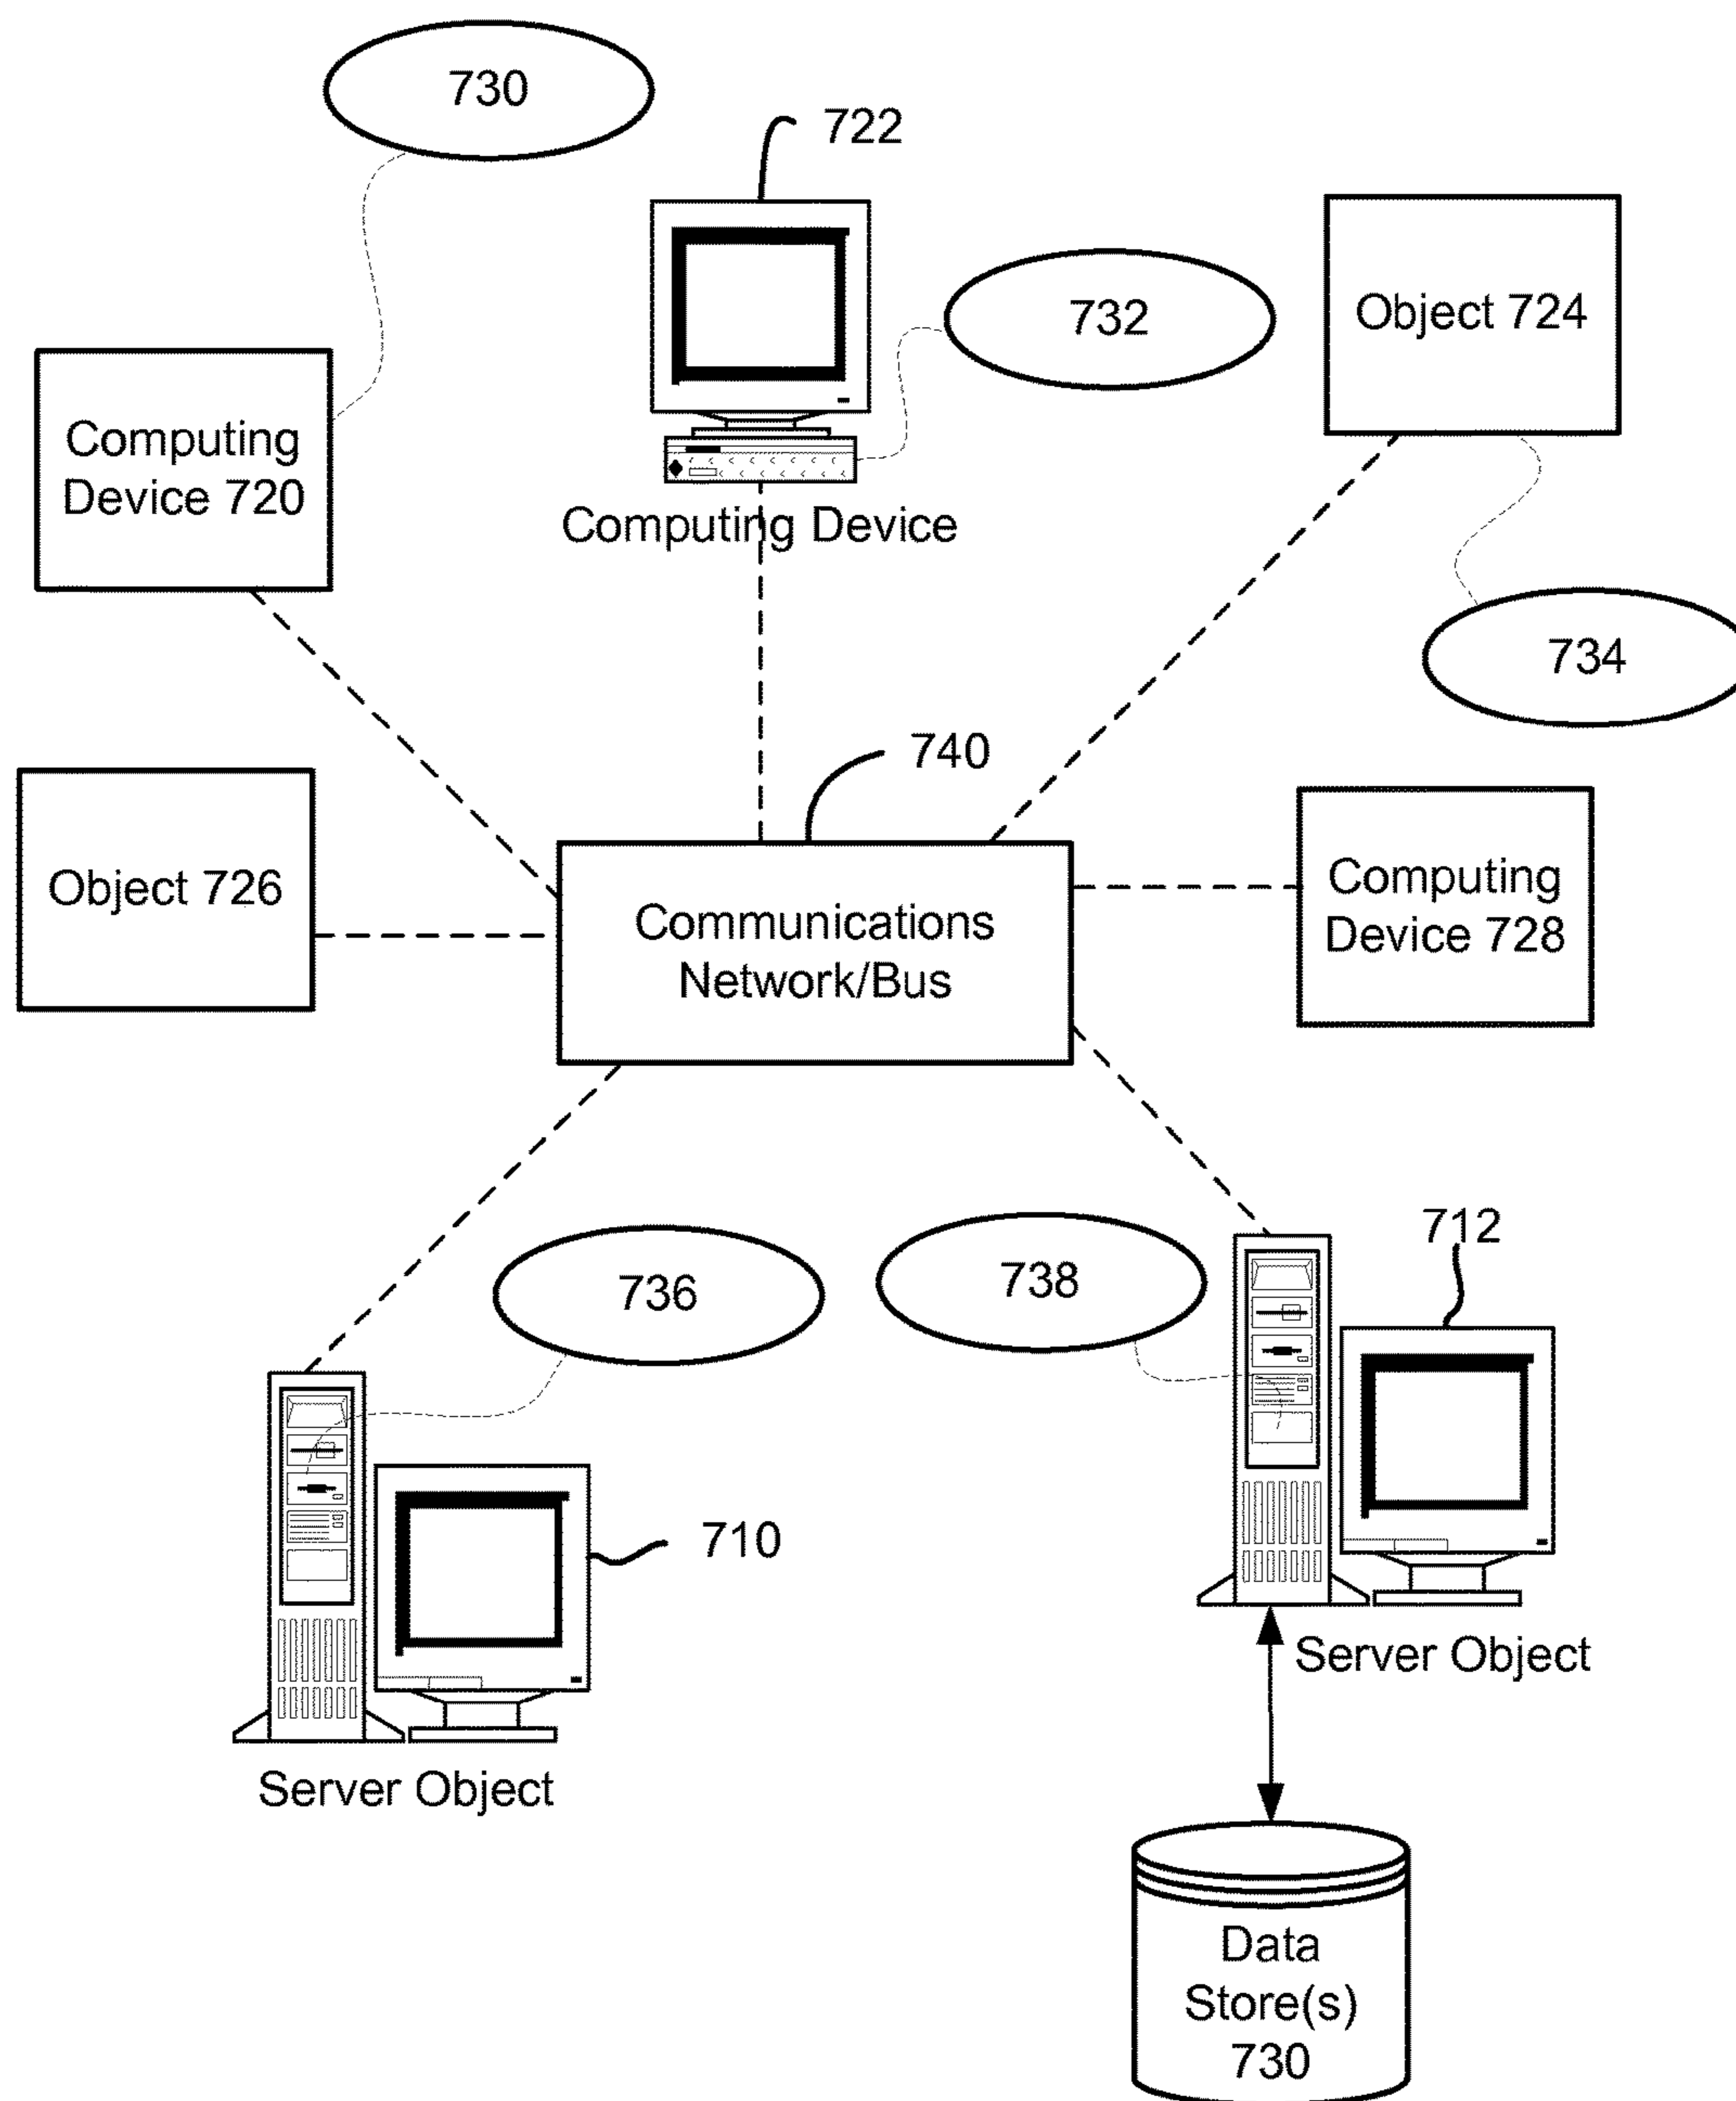 730
722
732
Object 724
Computing
Device 720
Computing Device
734
740
Object 726
Communications
Network/Bus
Computing
Device 728
736
738
712
710
Server Object
Server Object
Data
Store(s)
730